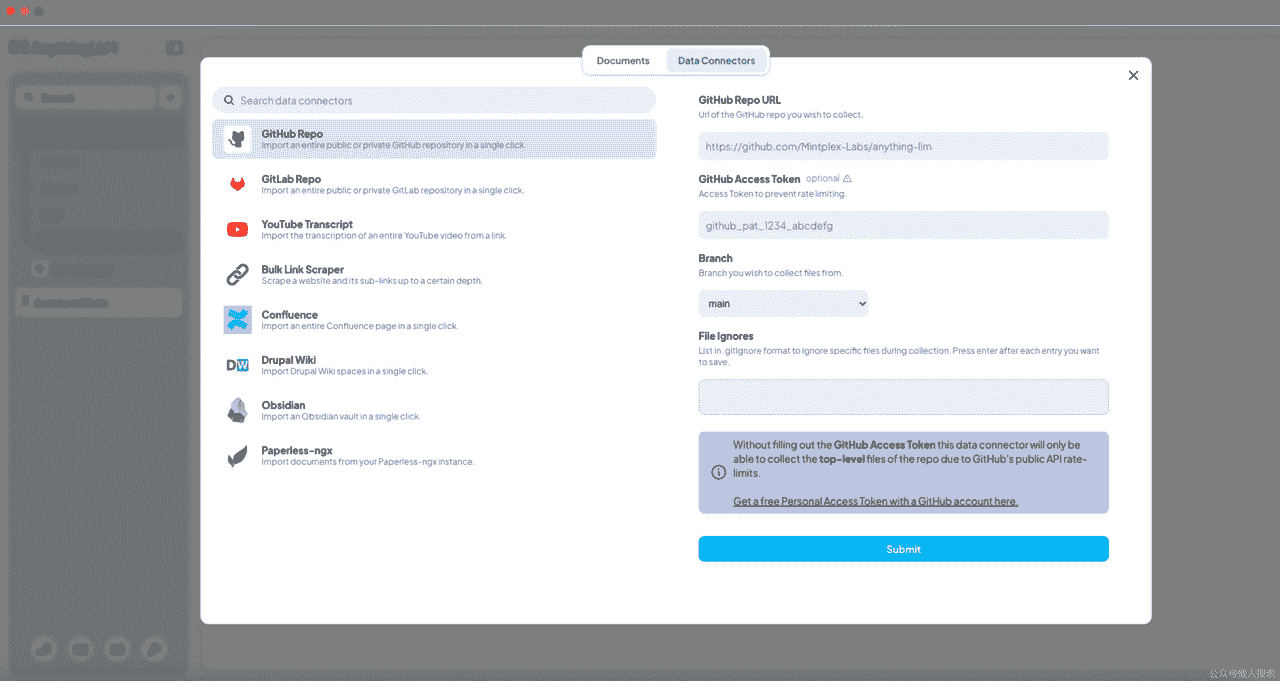 Documents
Data Connectors
Search data connectors
GitHub Repo
Import an entire public or private GitHub repository in a single click.
GitLab Repo
Import an entire public or private GitLab repository in a single click.
YouTube Transcript
Import the transcription of an entire YouTube video from a link.
Bulk Link Scraper
Scrape a website and its sub-links up to a certain depth.
Confluence
Import an entire Confluence page in a single click.
DW
Drupal Wiki
Import Drupal Wiki spaces in a single click.
Obsidian
Import an Obsidian vault in a single click.
Paperless-ngx
Import documents from your Paperless-ngx instance.
GitHub Repo URL
Url of the GitHub repo you wish to collect.
https://github.com/Mintplex-Labs/anything-llm
GitHub Access Token optional
Access Token to prevent rate limiting.
github_pat_1234_abcdefg
Branch
Branch you wish to collect files from.
main
File Ignores
List in .gitignore format to ignore specific files during collection. Press enter after each entry you want
to save.
Without filling out the GitHub Access Token this data connector will only be
able to collect the top-level files of the repo due to GitHub's public API rate-
limits.
Get a free Personal Access Token with a GitHub account here.
Submit
公众号懒人搜索